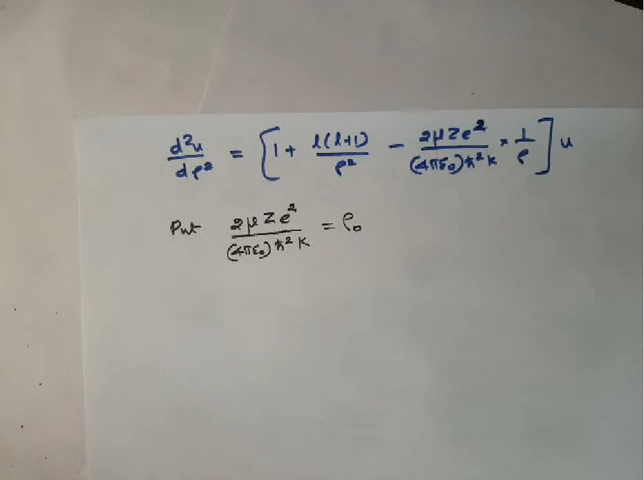 d²u/dρ² = [1 + l(l+1)/ρ² − 2μZe²/(4πε₀)ħ²k × 1/ρ] u
Put 2μZe²/(4πε₀)ħ²k = ρ₀